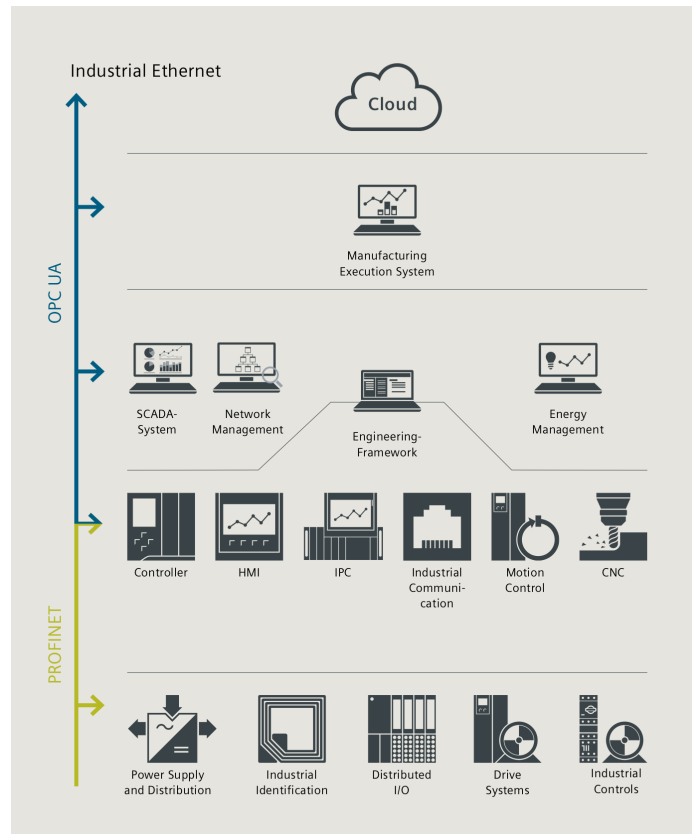 Industrial Ethernet
Cloud
OPC UA
PROFINET
Manufacturing
Execution System
SCADA-
System
Network
Management
Engineering-
Framework
Energy
Management
Controller
HMI
IPC
Industrial
Communi-
cation
Motion
Control
CNC
Power Supply
and Distribution
Industrial
Identification
Distributed
I/O
Drive
Systems
Industrial
Controls